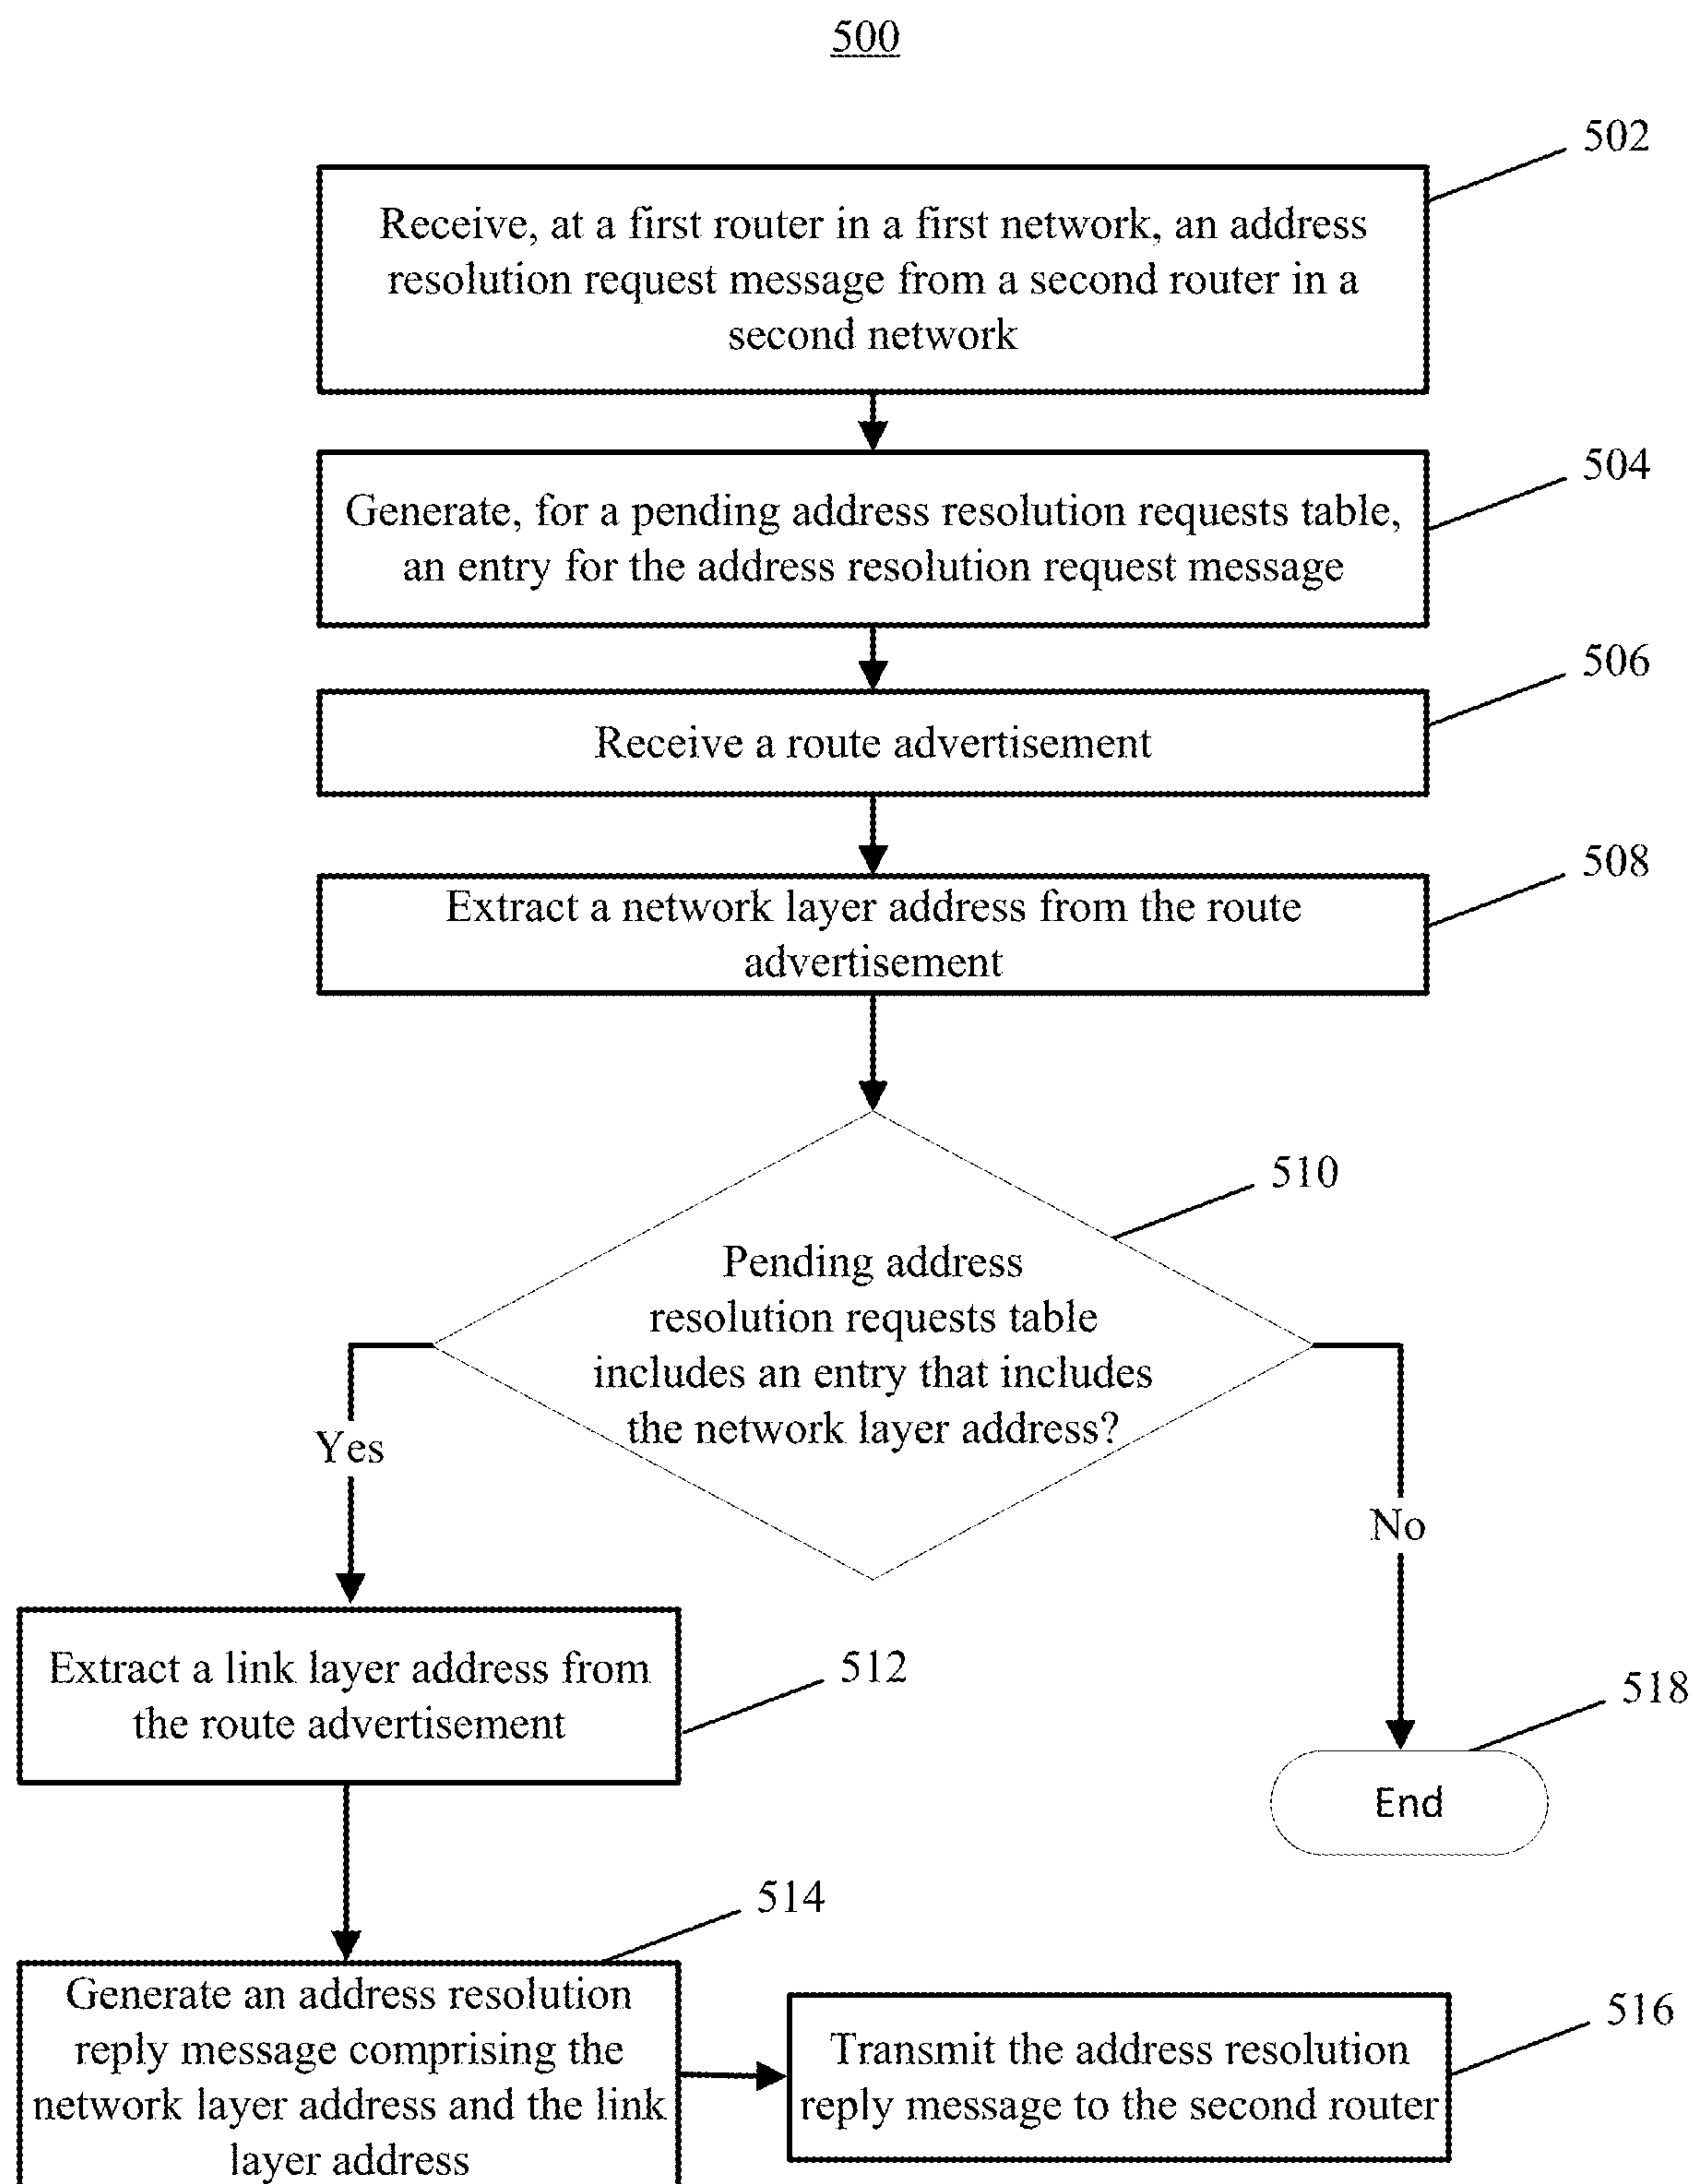 500
502
Receive, at a first router in a first network, an address
resolution request message from a second router in a
second network
504
Generate, for a pending address resolution requests table,
an entry for the address resolution request message
506
Receive a route advertisement
508
Extract a network layer address from the route
advertisement
510
Pending address
resolution requests table
includes an entry that includes
the network layer address?
Yes
No
512
Extract a link layer address from
the route advertisement
518
End
514
Generate an address resolution
reply message comprising the
network layer address and the link
layer address
516
Transmit the address resolution
reply message to the second router